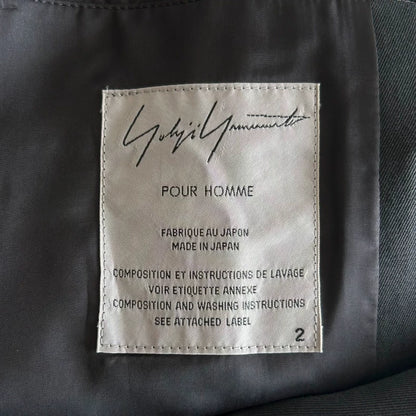 Yohji Yamamoto
POUR HOMME
FABRIQUE AU JAPON
MADE IN JAPAN
COMPOSITION ET INSTRUCTIONS DE LAVAGE
VOIR ETIQUETTE ANNEXE
COMPOSITION AND WASHING INSTRUCTIONS
SEE ATTACHED LABEL
2